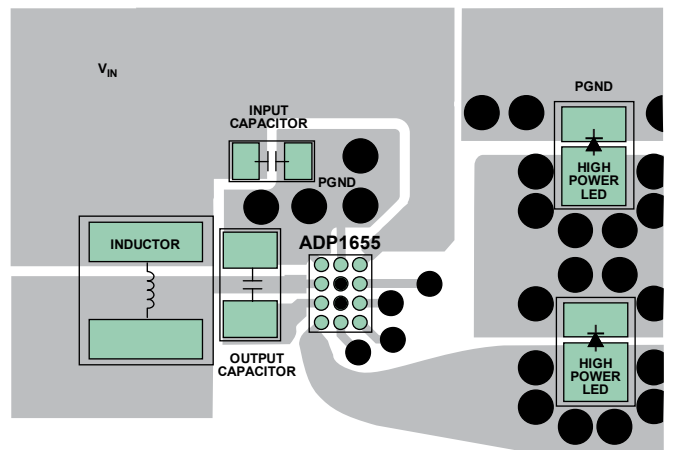 VIN
PGND
INPUT
CAPACITOR
HIGH
POWER
LED
PGND
ADP1655
INDUCTOR
OUTPUT
CAPACITOR
HIGH
POWER
LED